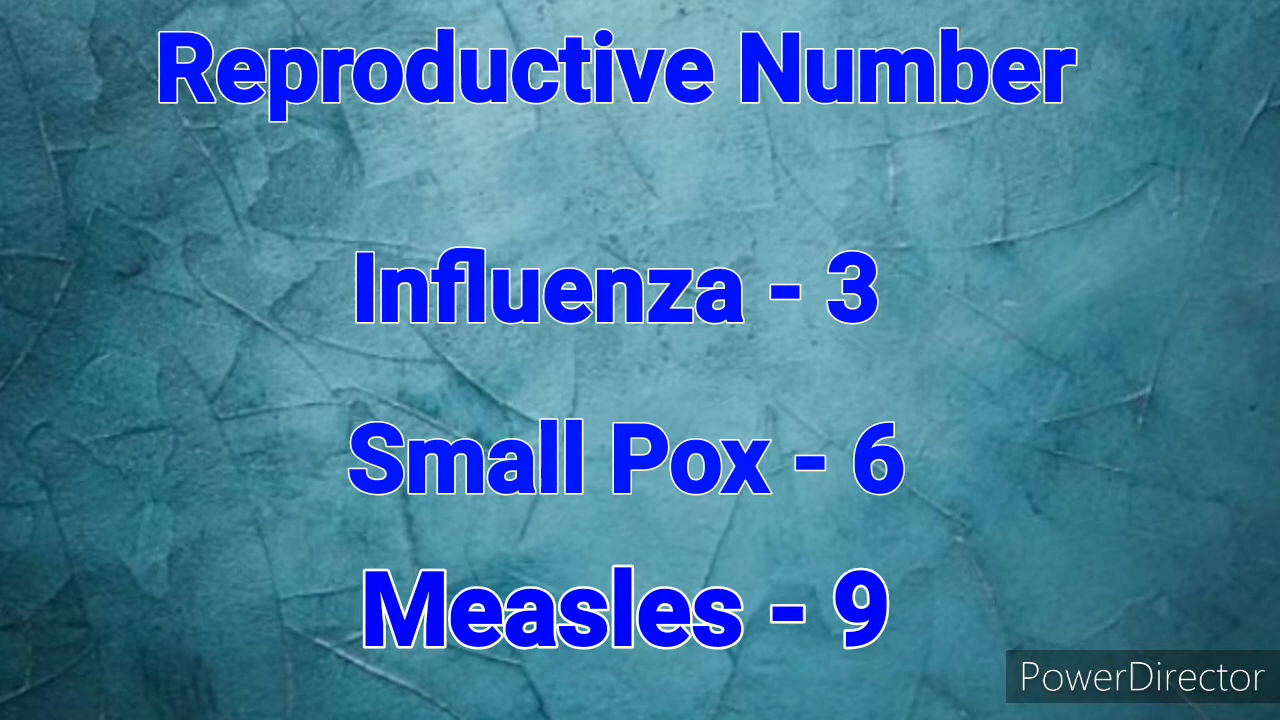 Reproductive Number
Influenza - 3
Small Pox - 6
Measles - 9
PowerDirector